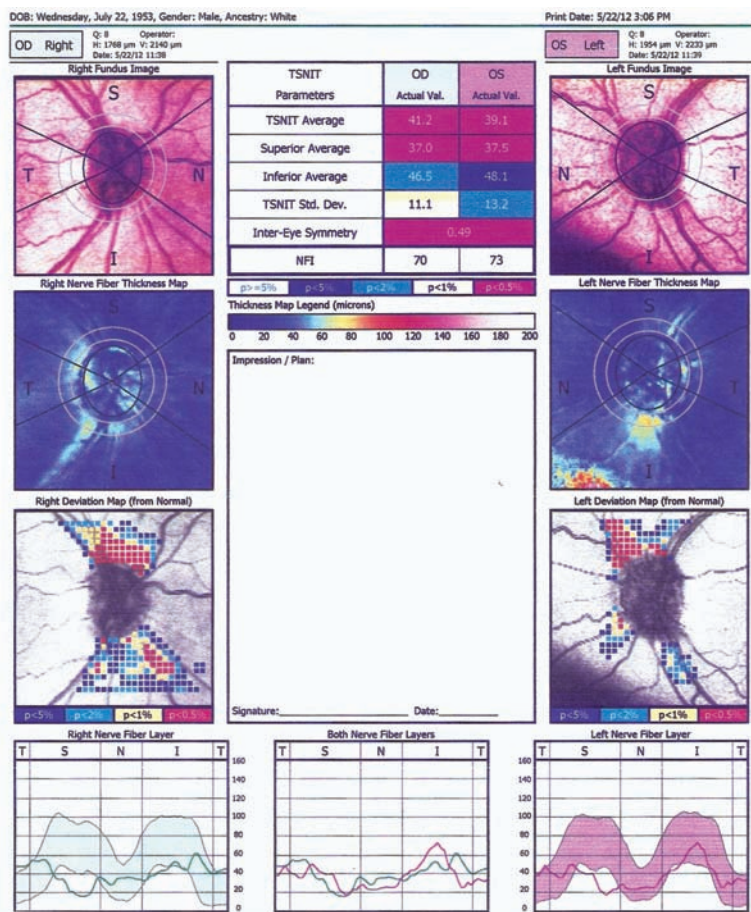 DOB: Wednesday, July 22, 1953, Gender: Male, Ancestry: White
Print Date: 5/22/12 3:06 PM
OD Right
Q: 8 Operator:
H: 1768 µm V: 2140 µm
Date: 5/22/12 11:38
OS Left
Q: 8 Operator:
H: 1954 µm V: 2233 µm
Date: 5/22/12 11:39
Right Fundus Image
S
T N
I
TSNIT OD OS
Parameters Actual Val. Actual Val.
TSNIT Average 41.2 39.1
Superior Average 37.0 37.5
Inferior Average 46.5 48.1
TSNIT Std. Dev. 11.1 13.2
Inter-Eye Symmetry 0.49
NFI 70 73
p>=5% p<5% p<2% p<1% p<0.5%
Left Fundus Image
S
T N
I
Right Nerve Fiber Thickness Map
S
T N
I
Thickness Map Legend (microns)
0 20 40 60 80 100 120 140 160 180 200
Left Nerve Fiber Thickness Map
S
T N
I
Impression / Plan:
Signature: Date:
Right Deviation Map (from Normal)
p<5% p<2% p<1% p<0.5%
Left Deviation Map (from Normal)
p<5% p<2% p<1% p<0.5%
Right Nerve Fiber Layer
T S N I T
160
140
120
100
80
60
40
20
0
Both Nerve Fiber Layers
T S N I T
Left Nerve Fiber Layer
T S N I T
160
140
120
100
80
60
40
20
0